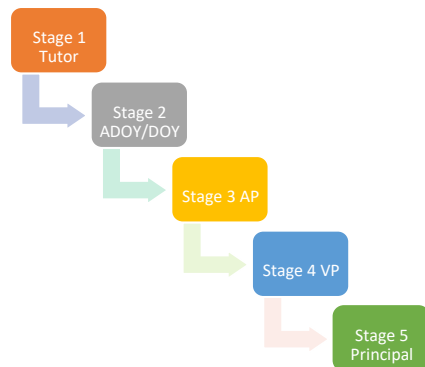 Stage 1
Tutor
Stage 2
ADOY/DOY
Stage 3 AP
Stage 4 VP
Stage 5
Principal